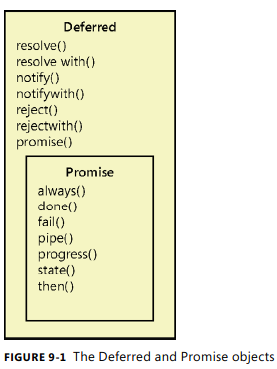 Deferred
resolve()
resolve with()
notify()
notifywith()
reject()
rejectwith()
promise()
Promise
always()
done()
fail()
pipe()
progress()
state()
then()
FIGURE 9-1 The Deferred and Promise objects